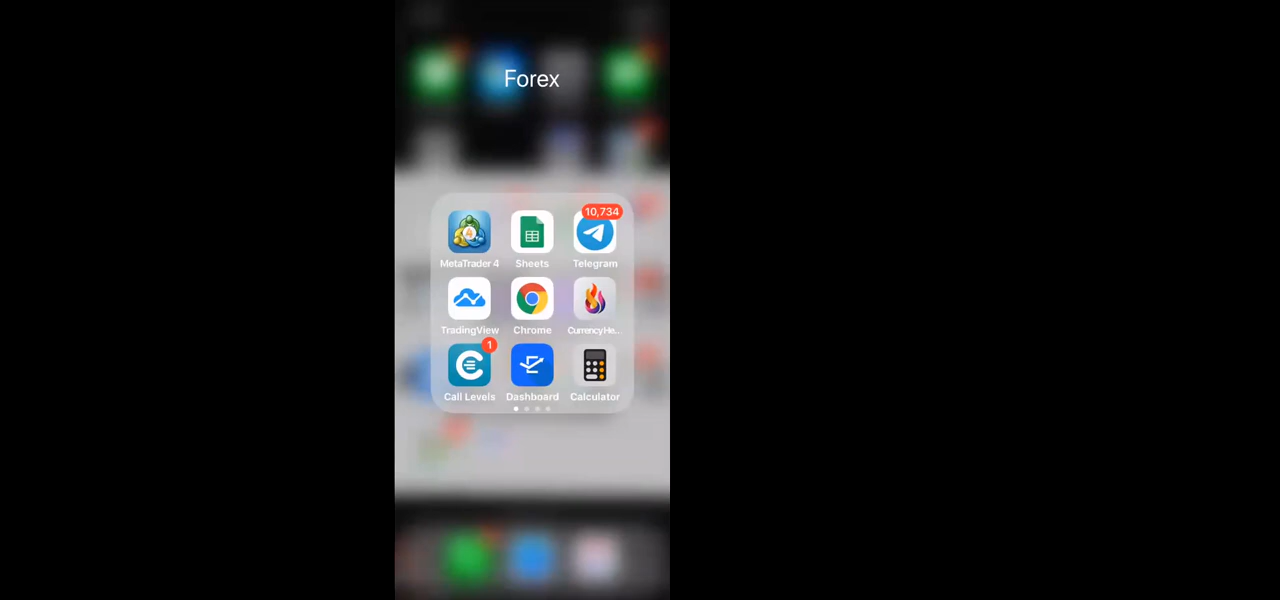 Forex
10,734
MetaTrader 4
Sheets
Telegram
TradingView
Chrome
Currency He...
1
Call Levels
Dashboard
Calculator